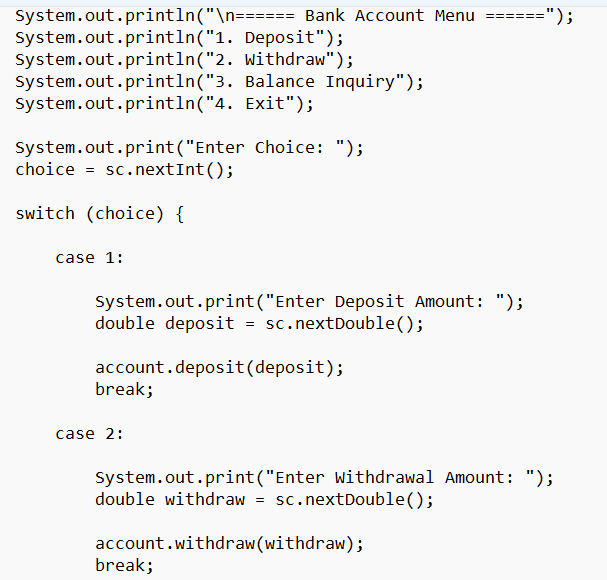 System.out.println("\n====== Bank Account Menu ======");
System.out.println("1. Deposit");
System.out.println("2. Withdraw");
System.out.println("3. Balance Inquiry");
System.out.println("4. Exit");

System.out.print("Enter Choice: ");
choice = sc.nextInt();

switch (choice) {

    case 1:

        System.out.print("Enter Deposit Amount: ");
        double deposit = sc.nextDouble();

        account.deposit(deposit);
        break;

    case 2:

        System.out.print("Enter Withdrawal Amount: ");
        double withdraw = sc.nextDouble();

        account.withdraw(withdraw);
        break;